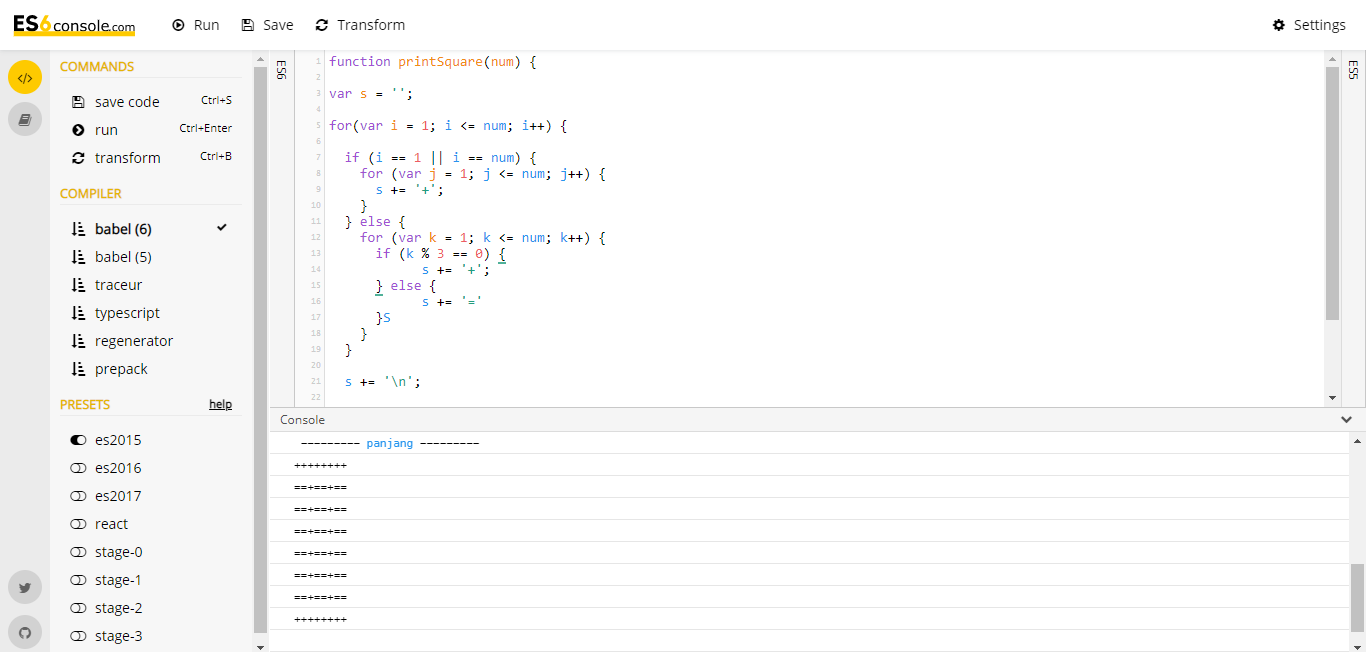 ES6console.com
Run
Save
Transform
Settings
COMMANDS
save code Ctrl+S
run Ctrl+Enter
transform Ctrl+B
COMPILER
babel (6)
babel (5)
traceur
typescript
regenerator
prepack
PRESETS help
es2015
es2016
es2017
react
stage-0
stage-1
stage-2
stage-3
ES6
1 function printSquare(num) {
2
3 var s = '';
4
5 for(var i = 1; i <= num; i++) {
6
7 if (i == 1 || i == num) {
8 for (var j = 1; j <= num; j++) {
9 s += '+';
10 }
11 } else {
12 for (var k = 1; k <= num; k++) {
13 if (k % 3 == 0) {
14 s += '+';
15 } else {
16 s += '='
17 }S
18 }
19 }
20
21 s += '\n';
22
ES5
Console
--------- panjang ---------
++++++++
==+==+==
==+==+==
==+==+==
==+==+==
==+==+==
==+==+==
++++++++